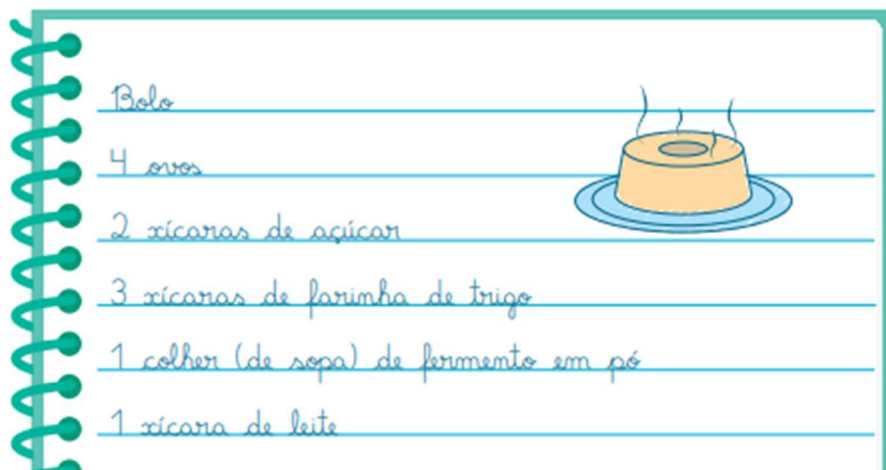 Bolo
4 ovos
2 xícaras de açúcar
3 xícaras de farinha de trigo
1 colher (de sopa) de fermento em pó
1 xícara de leite